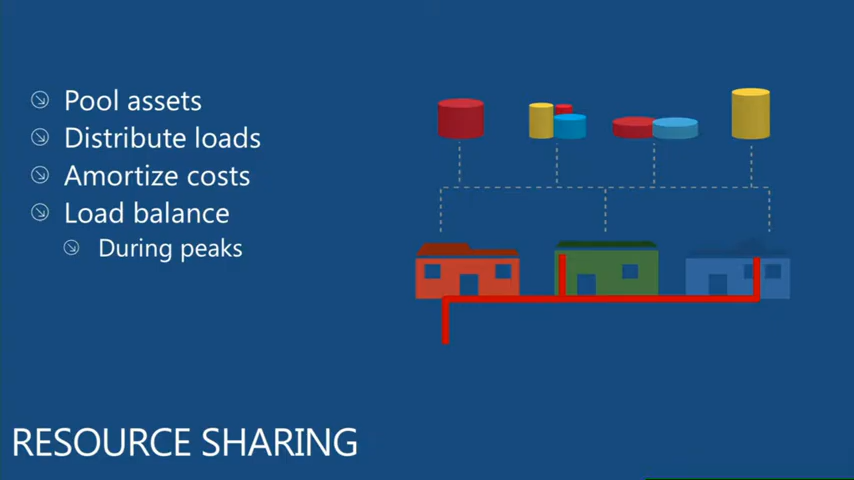 Pool assets
Distribute loads
Amortize costs
Load balance
During peaks
RESOURCE SHARING